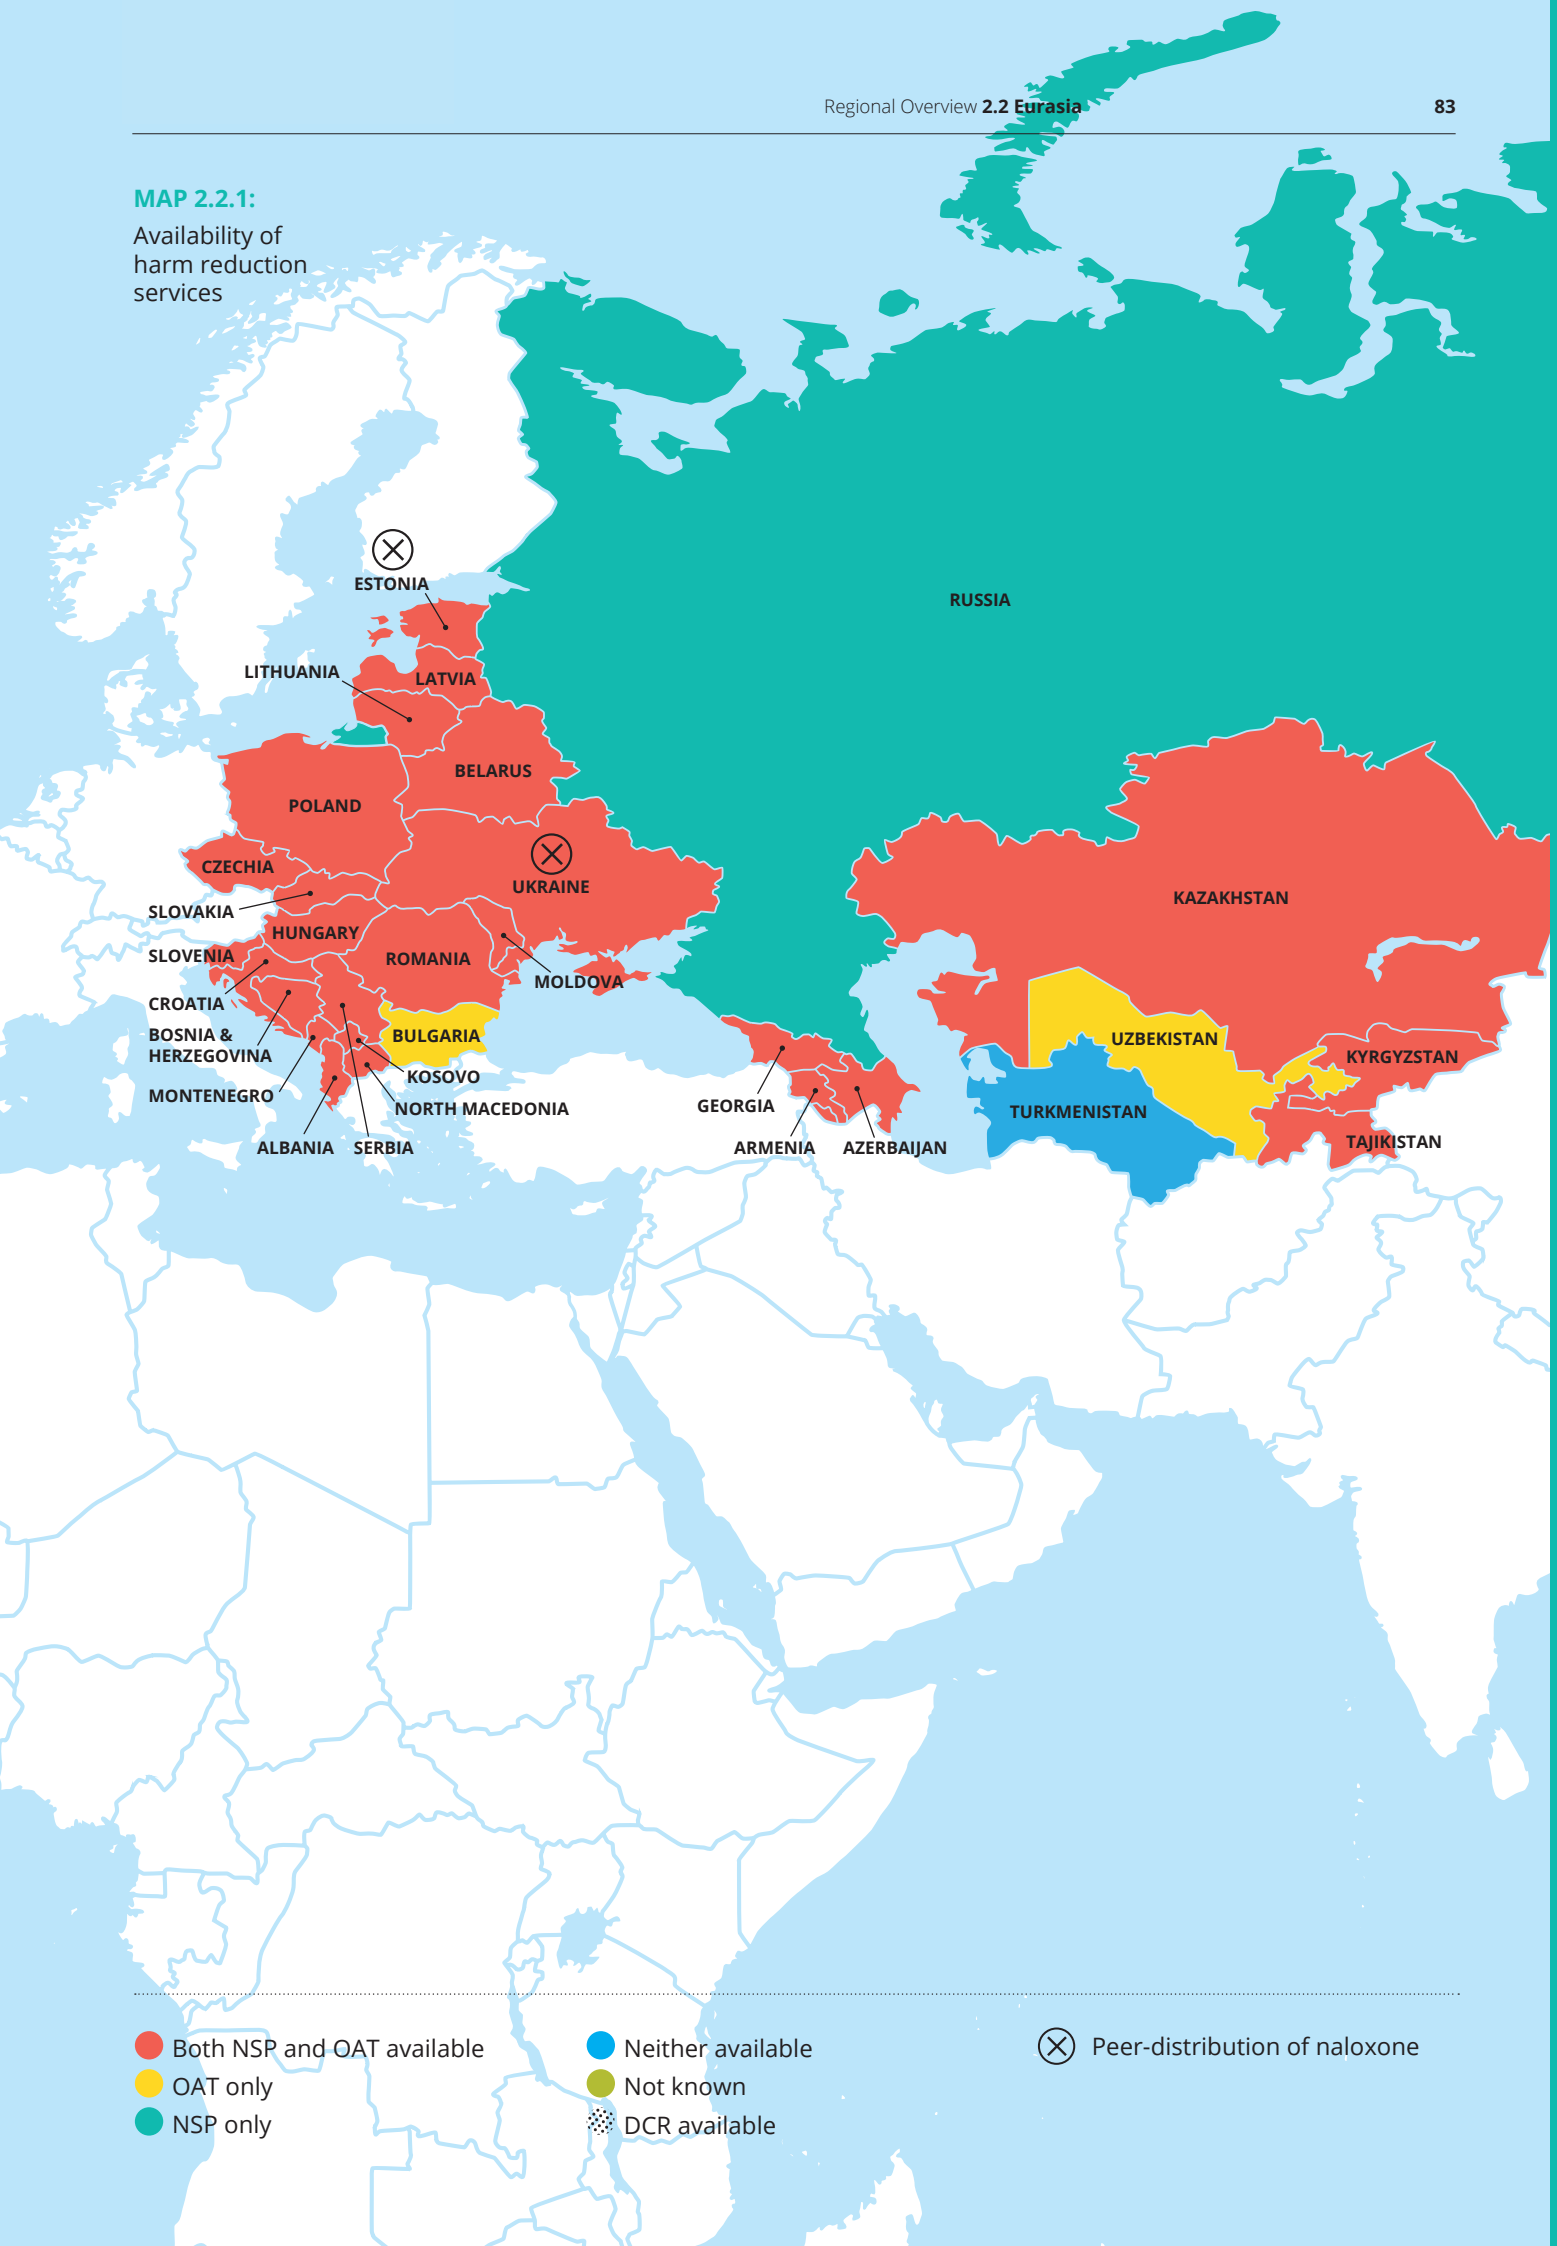 Regional Overview 2.2 Eurasia
83
MAP 2.2.1:
Availability of
harm reduction
services
ESTONIA
RUSSIA
LITHUANIA
LATVIA
BELARUS
POLAND
CZECHIA
UKRAINE
KAZAKHSTAN
SLOVAKIA
HUNGARY
SLOVENIA
ROMANIA
MOLDOVA
CROATIA
BOSNIA &
HERZEGOVINA
BULGARIA
UZBEKISTAN
KYRGYZSTAN
KOSOVO
MONTENEGRO
NORTH MACEDONIA
GEORGIA
TURKMENISTAN
ALBANIA
SERBIA
ARMENIA
AZERBAIJAN
TAJIKISTAN
Both NSP and OAT available
OAT only
NSP only
Neither available
Not known
DCR available
Peer-distribution of naloxone